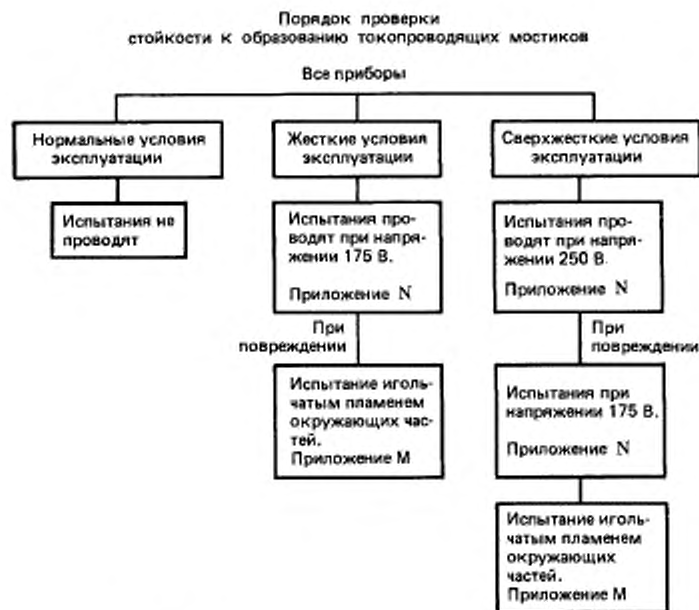 Порядок проверки
стойкости к образованию токопроводящих мостиков
Все приборы
Нормальные условия
эксплуатации
Испытания не
проводят
Жесткие условия
эксплуатации
Испытания про-
водят при напря-
жении 175 В.
Приложение N
При
повреждении
Испытание иголь-
чатым пламенем
окружающих час-
тей.
Приложение М
Сверхжесткие условия
эксплуатации
Испытания про-
водят при напря-
жении 250 В.
Приложение N
При
повреждении
Испытания при
напряжении 175 В.
Приложение N
Испытание иголь-
чатым пламенем
окружающих
частей.
Приложение М